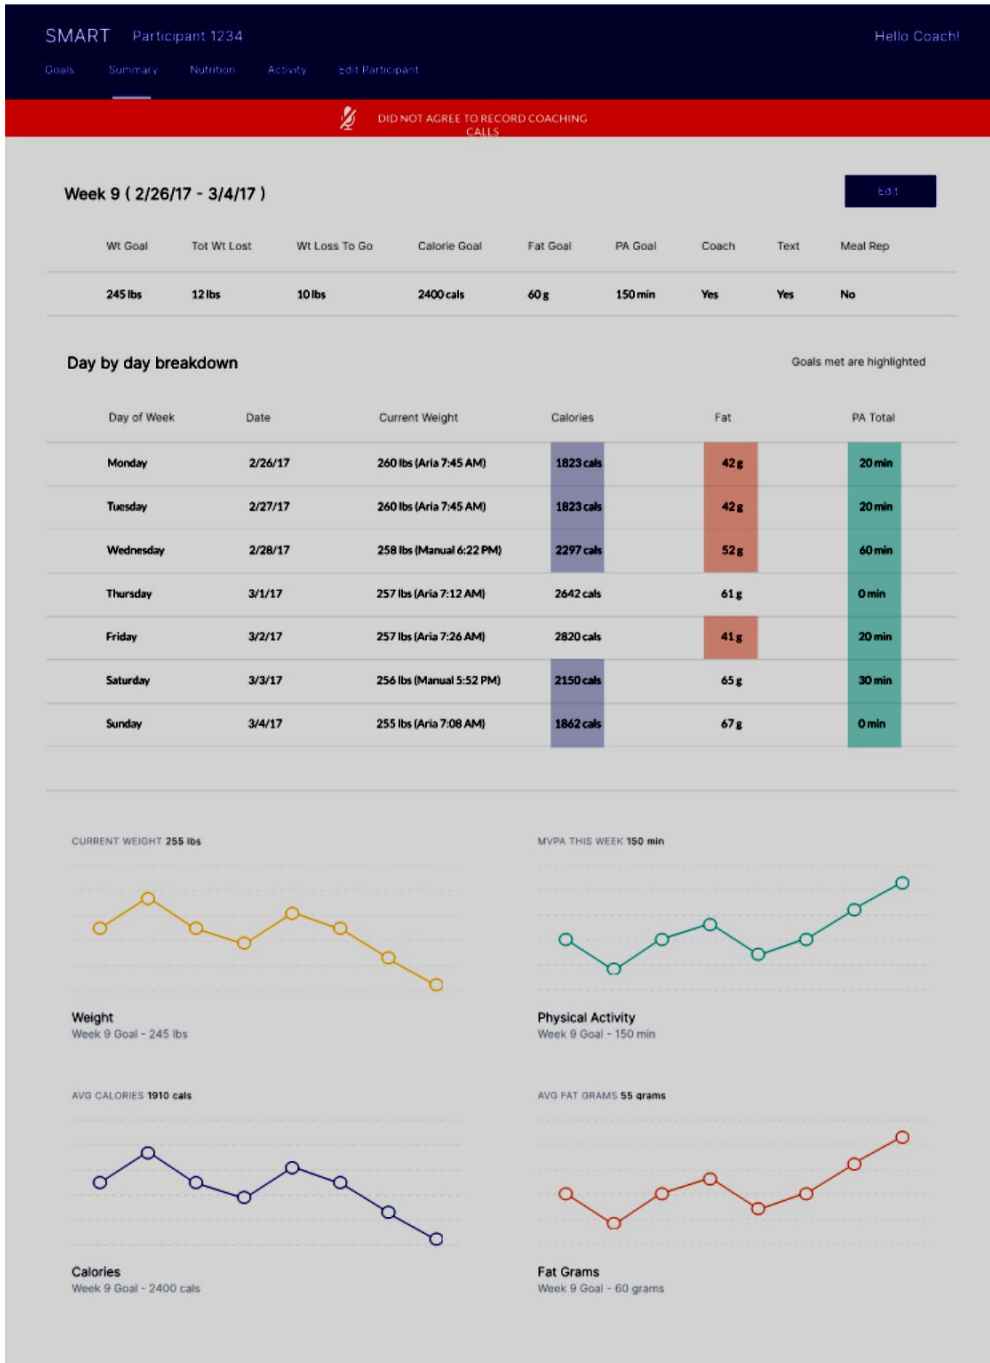 SMART Participant 1234 Hello Coach!
Goals Summary Nutrition Activity Edit Participant
DID NOT AGREE TO RECORD COACHING
CALLS
Week 9 ( 2/26/17 - 3/4/17 ) Edit
Wt Goal Tot Wt Lost Wt Loss To Go Calorie Goal Fat Goal PA Goal Coach Text Meal Rep
245 lbs 12 lbs 10 lbs 2400 cals 60 g 150 min Yes Yes No
Day by day breakdown Goals met are highlighted
Day of Week Date Current Weight Calories Fat PA Total
Monday 2/26/17 260 lbs (Aria 7:45 AM) 1823 cals 42 g 20 min
Tuesday 2/27/17 260 lbs (Aria 7:45 AM) 1823 cals 42 g 20 min
Wednesday 2/28/17 258 lbs (Manual 6:22 PM) 2297 cals 52 g 60 min
Thursday 3/1/17 257 lbs (Aria 7:12 AM) 2642 cals 61 g 0 min
Friday 3/2/17 257 lbs (Aria 7:26 AM) 2820 cals 41 g 20 min
Saturday 3/3/17 256 lbs (Manual 5:52 PM) 2150 cals 65 g 30 min
Sunday 3/4/17 255 lbs (Aria 7:08 AM) 1862 cals 67 g 0 min
CURRENT WEIGHT 255 lbs MVPA THIS WEEK 150 min
Weight Physical Activity
Week 9 Goal - 245 lbs Week 9 Goal - 150 min
AVG CALORIES 1910 cals AVG FAT GRAMS 55 grams
Calories Fat Grams
Week 9 Goal - 2400 cals Week 9 Goal - 60 grams